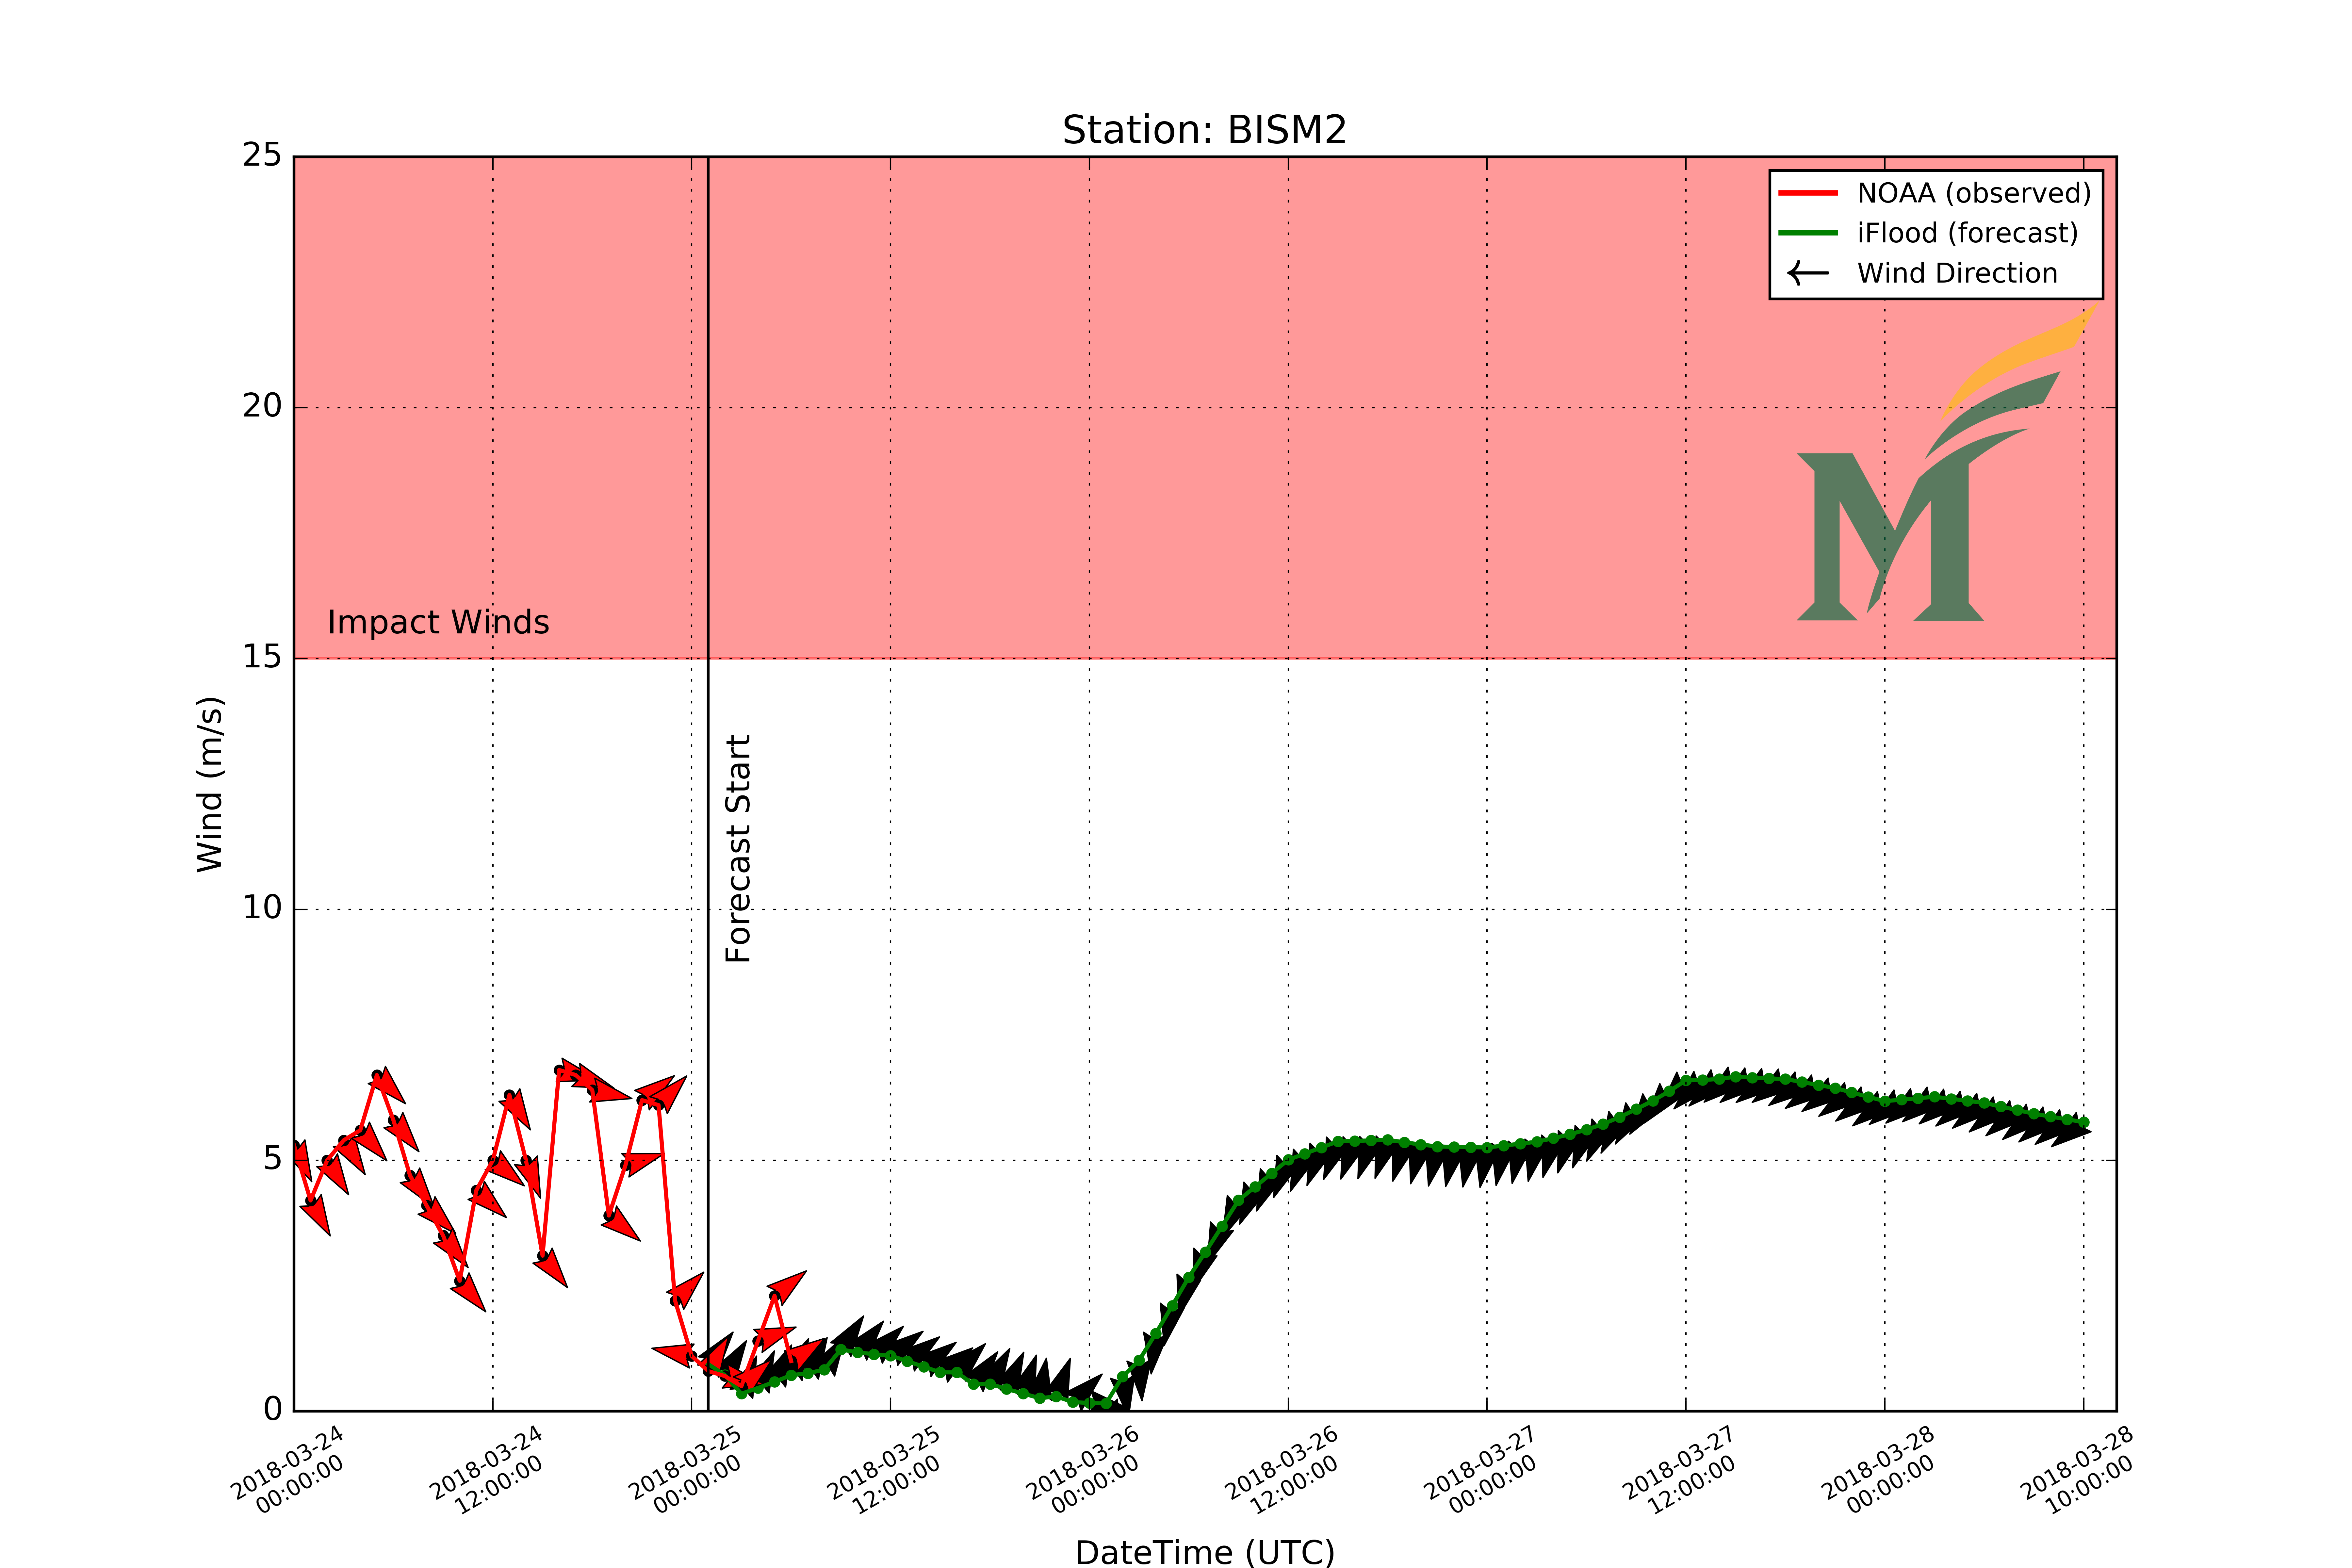 Station: BISM2
25
20
15
10
5
0
Wind (m/s)
NOAA (observed)
iFlood (forecast)
Wind Direction
M
Impact Winds
Forecast Start
2018-03-24
00:00:00
2018-03-24
12:00:00
2018-03-25
00:00:00
2018-03-25
12:00:00
2018-03-26
00:00:00
2018-03-26
12:00:00
2018-03-27
00:00:00
2018-03-27
12:00:00
2018-03-28
00:00:00
2018-03-28
10:00:00
DateTime (UTC)